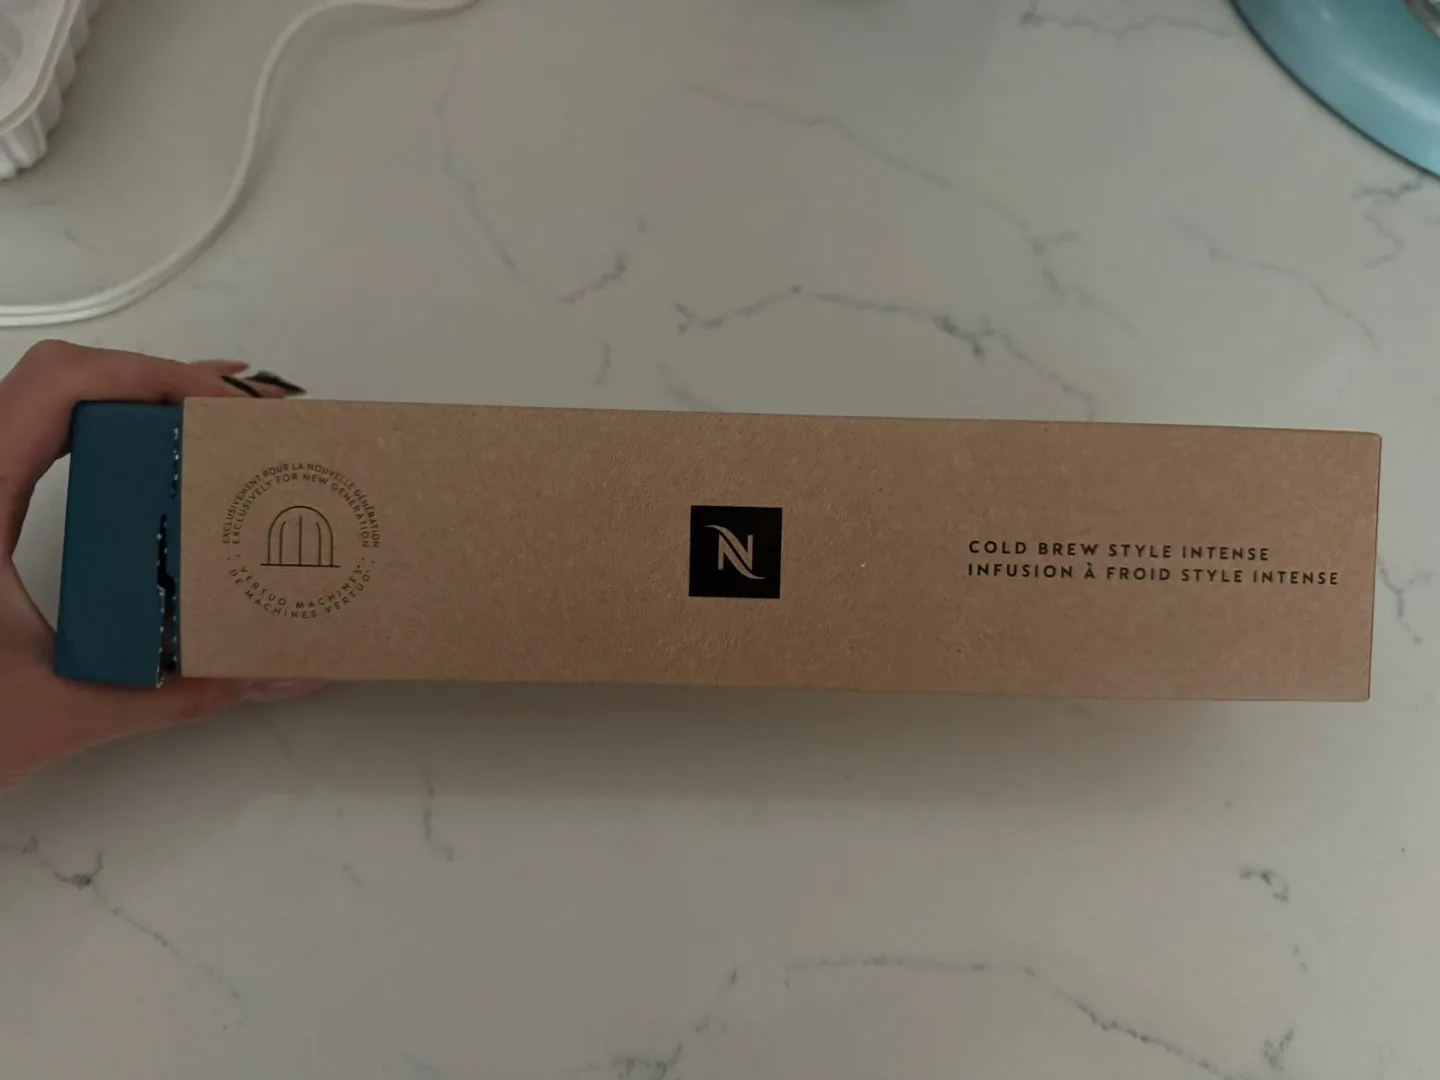 EXCLUSIVEMENT POUR LA NOUVELLE GÉNÉRATION
EXCLUSIVELY FOR NEW GENERATION
VERTUO MACHINES
DE MACHINES VERTUO
N
COLD BREW STYLE INTENSE
INFUSION À FROID STYLE INTENSE